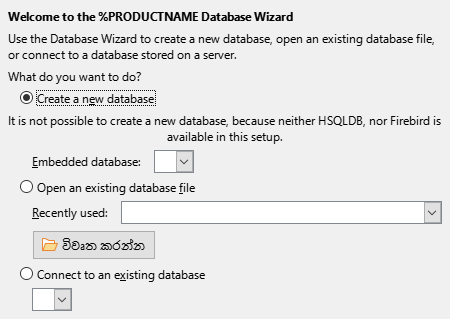 Welcome to the %PRODUCTNAME Database Wizard
Use the Database Wizard to create a new database, open an existing database file,
or connect to a database stored on a server.
What do you want to do?
Create a new database
It is not possible to create a new database, because neither HSQLDB, nor Firebird is
available in this setup.
Embedded database:
Open an existing database file
Recently used:
විවෘත කරන්න
Connect to an existing database